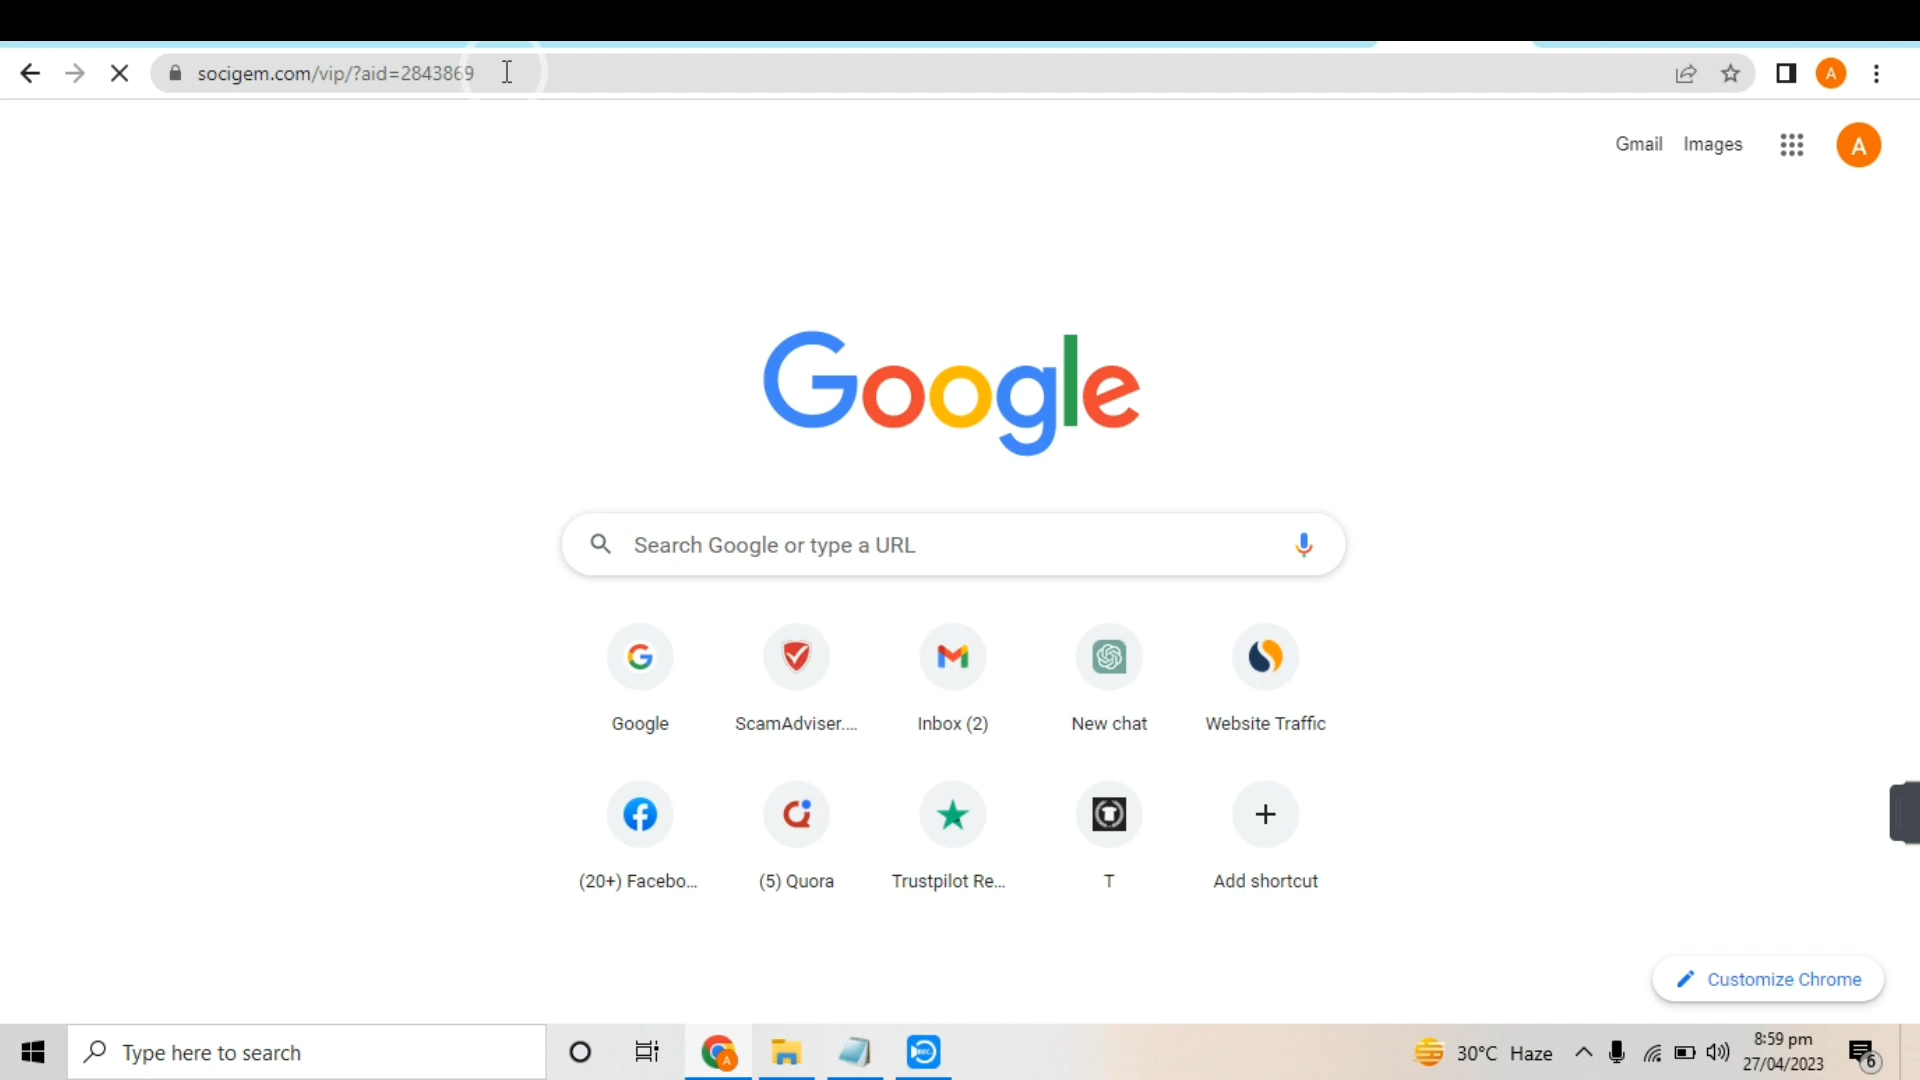 socigem.com/vip/?aid=2843869
A
Gmail Images
A
Google
Search Google or type a URL
Google ScamAdviser.... Inbox (2) New chat Website Traffic
(20+) Facebo... (5) Quora Trustpilot Re... T Add shortcut
Customize Chrome
Type here to search
A
REC
30°C Haze
8:59 pm
27/04/2023
6